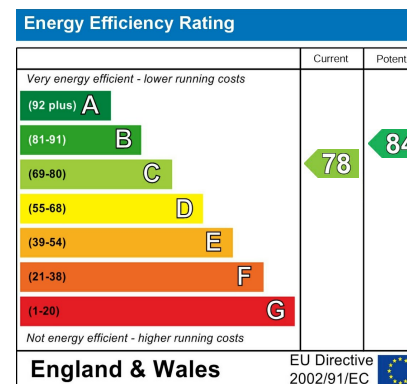 Energy Efficiency Rating
Current
Very energy efficient - lower running costs
(92 plus) A
(81-91) B
84
(69-80) C
78
(55-68) D
(39-54) E
(21-38) F
(1-20) G
Not energy efficient - higher running costs
England & Wales
EU Directive
2002/91/EC